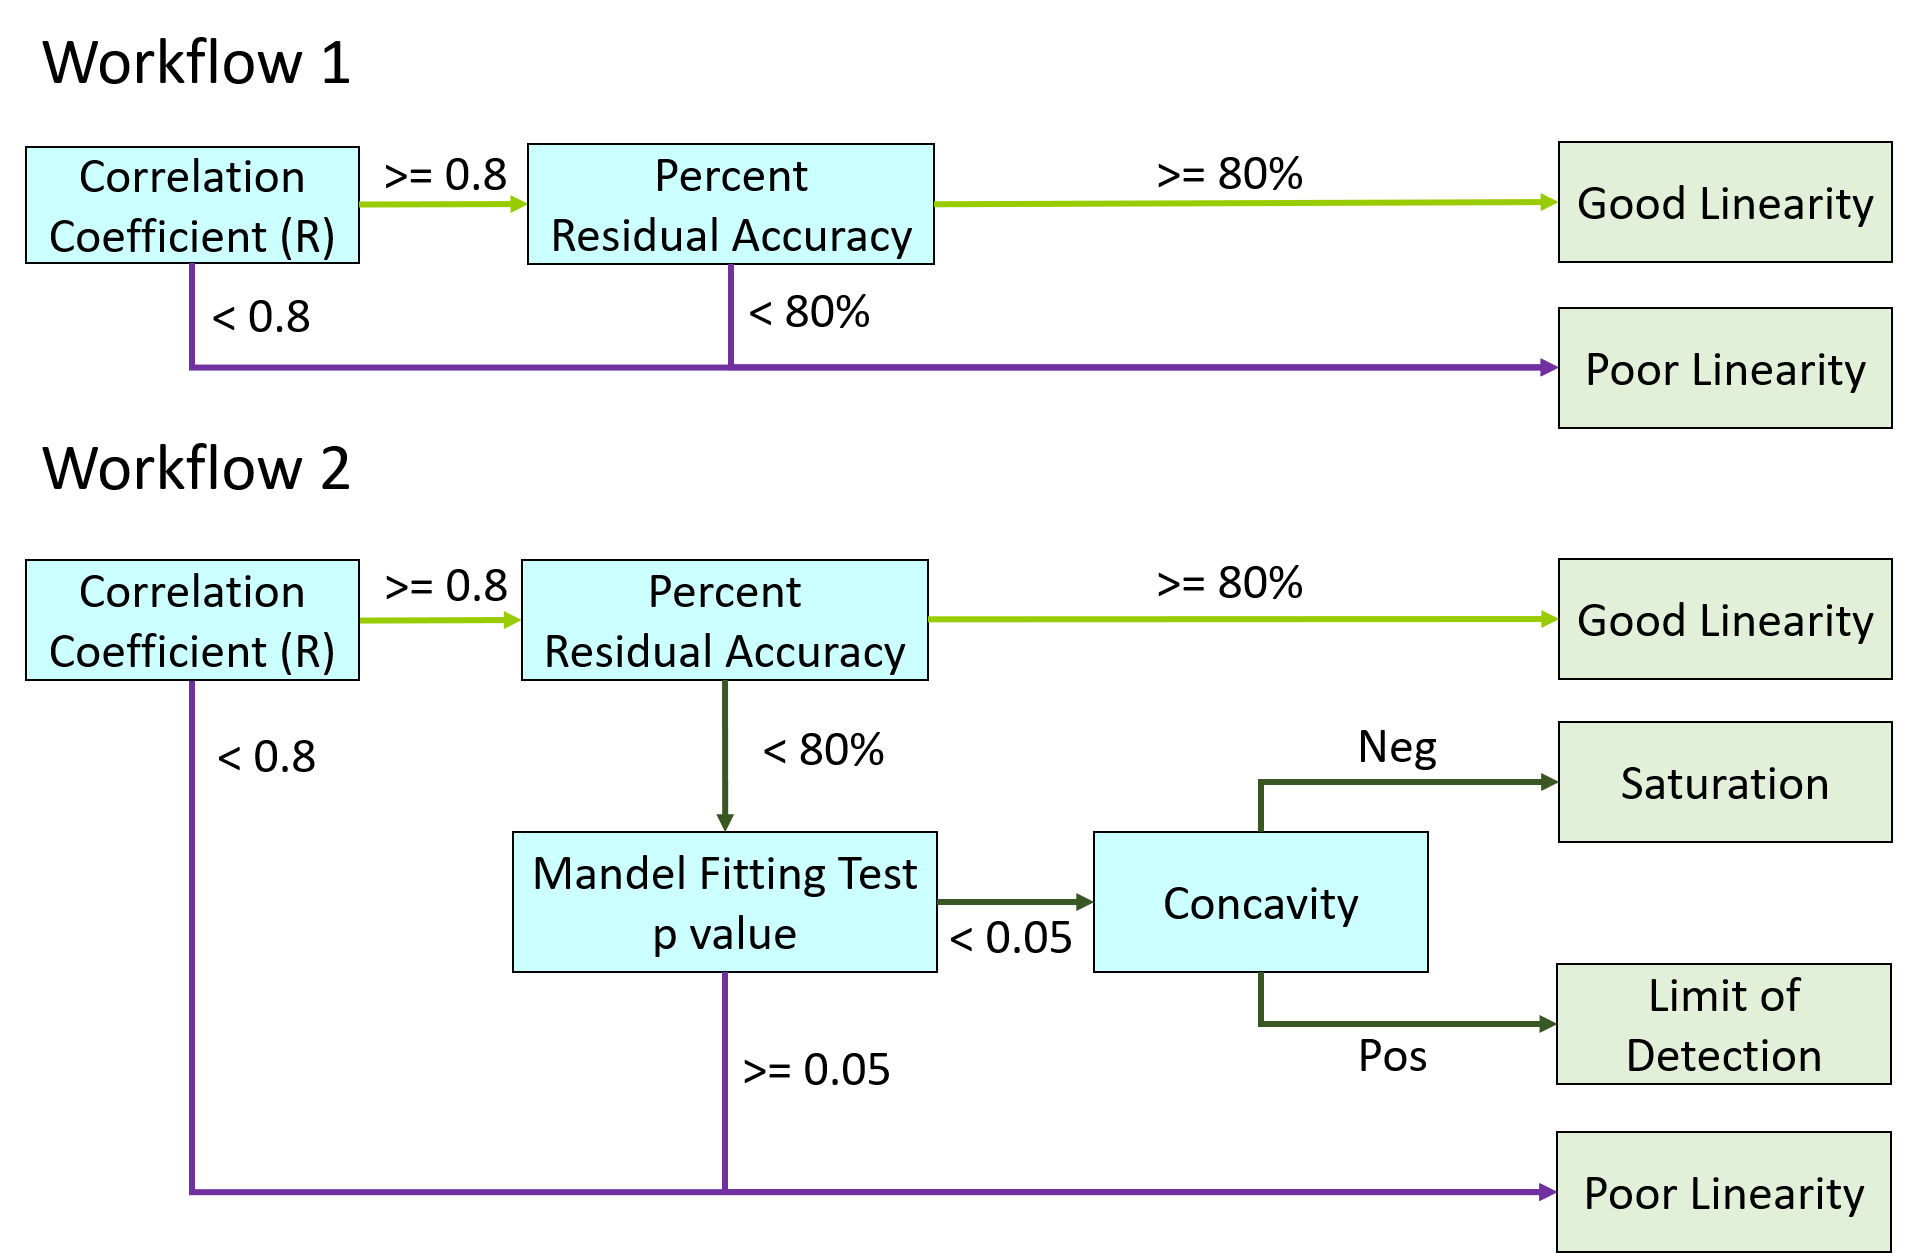 Workflow 1
Correlation
Coefficient (R)
>= 0.8
Percent
Residual Accuracy
>= 80%
Good Linearity
< 0.8
< 80%
Poor Linearity
Workflow 2
Correlation
Coefficient (R)
>= 0.8
Percent
Residual Accuracy
>= 80%
Good Linearity
< 0.8
< 80%
Neg
Saturation
Mandel Fitting Test
p value
< 0.05
Concavity
Pos
Limit of
Detection
>= 0.05
Poor Linearity